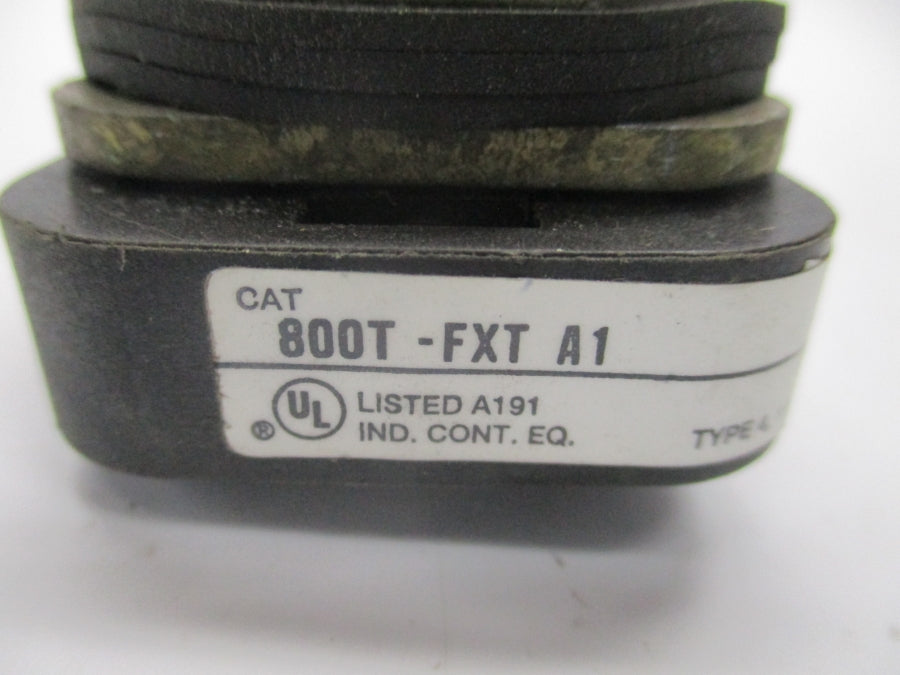 CAT
800T -FXT A1
UL ® LISTED A191
IND. CONT. EQ.
TYPE 4,